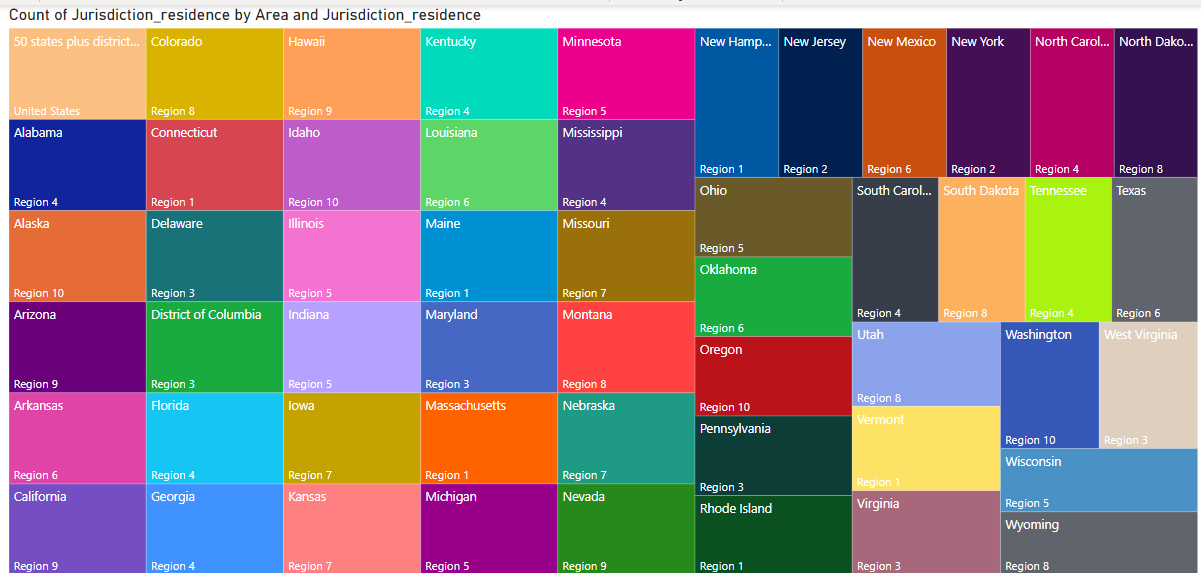 Count of Jurisdiction_residence by Area and Jurisdiction_residence
50 states plus district...
United States
Alabama
Region 4
Alaska
Region 10
Arizona
Region 9
Arkansas
Region 6
California
Region 9
Colorado
Region 8
Connecticut
Region 1
Delaware
Region 3
District of Columbia
Region 3
Florida
Region 4
Georgia
Region 4
Hawaii
Region 9
Idaho
Region 10
Illinois
Region 5
Indiana
Region 5
Iowa
Region 7
Kansas
Region 7
Kentucky
Region 4
Louisiana
Region 6
Maine
Region 1
Maryland
Region 3
Massachusetts
Region 1
Michigan
Region 5
Minnesota
Region 5
Mississippi
Region 4
Missouri
Region 7
Montana
Region 8
Nebraska
Region 7
Nevada
Region 9
New Hamp...
Region 1
New Jersey
Region 2
New Mexico
Region 6
New York
Region 2
North Carol...
Region 4
North Dako...
Region 8
Ohio
Region 5
Oklahoma
Region 6
Oregon
Region 10
Pennsylvania
Region 3
Rhode Island
Region 1
South Carol...
Region 4
South Dakota
Region 8
Tennessee
Region 4
Texas
Region 6
Utah
Region 8
Vermont
Region 1
Virginia
Region 3
Washington
Region 10
West Virginia
Region 3
Wisconsin
Region 5
Wyoming
Region 8